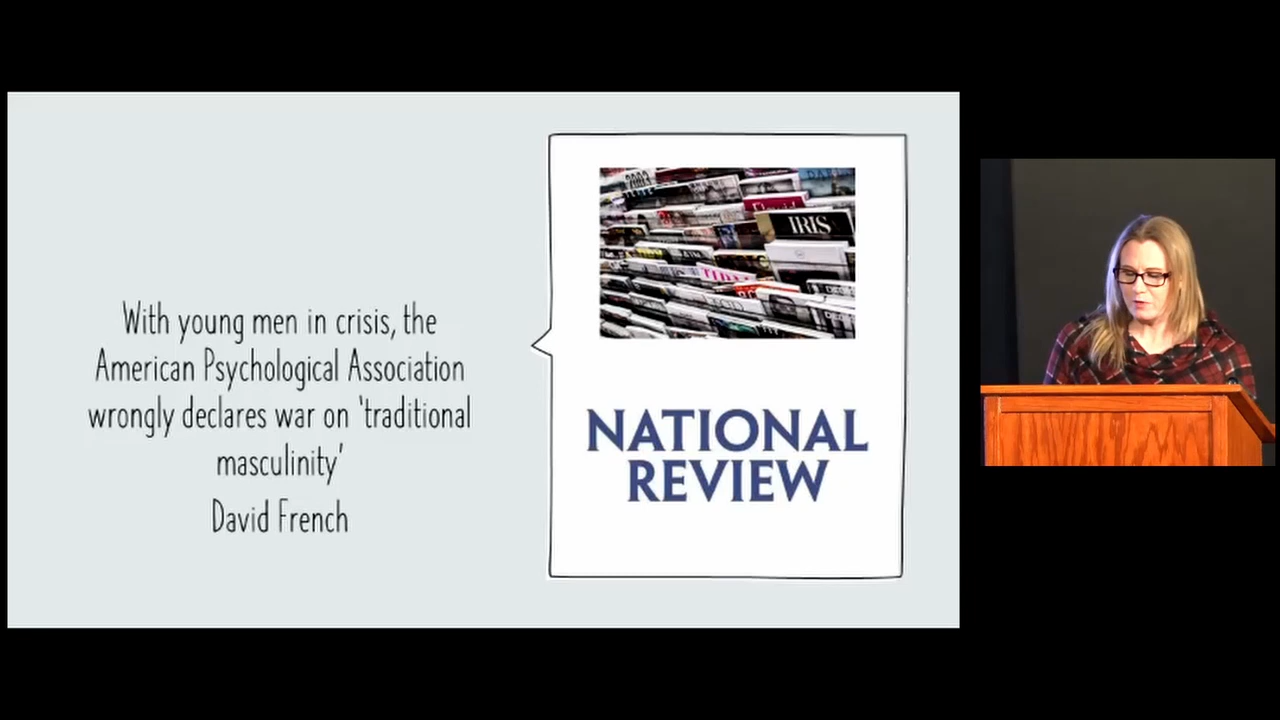 With young men in crisis, the
American Psychological Association
wrongly declares war on ‘traditional
masculinity’
David French
2003
IRIS
NATIONAL
REVIEW